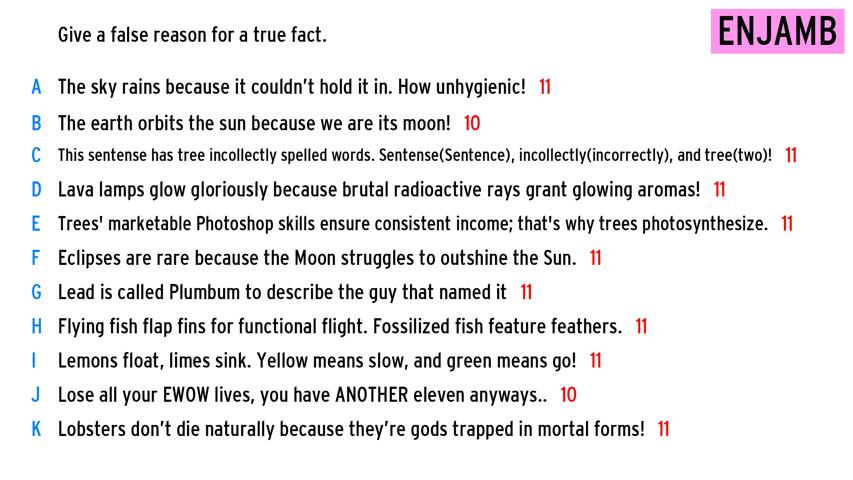 Give a false reason for a true fact.
ENJAMB
A The sky rains because it couldn't hold it in. How unhygienic! 11
B The earth orbits the sun because we are its moon! 10
C This sentense has tree incollectly spelled words. Sentense(Sentence), incollectly(incorrectly), and tree(two)! 11
D Lava lamps glow gloriously because brutal radioactive rays grant glowing aromas! 11
E Trees' marketable Photoshop skills ensure consistent income; that's why trees photosynthesize. 11
F Eclipses are rare because the Moon struggles to outshine the Sun. 11
G Lead is called Plumbum to describe the guy that named it 11
H Flying fish flap fins for functional flight. Fossilized fish feature feathers. 11
I Lemons float, limes sink. Yellow means slow, and green means go! 11
J Lose all your EWOW lives, you have ANOTHER eleven anyways.. 10
K Lobsters don't die naturally because they're gods trapped in mortal forms! 11